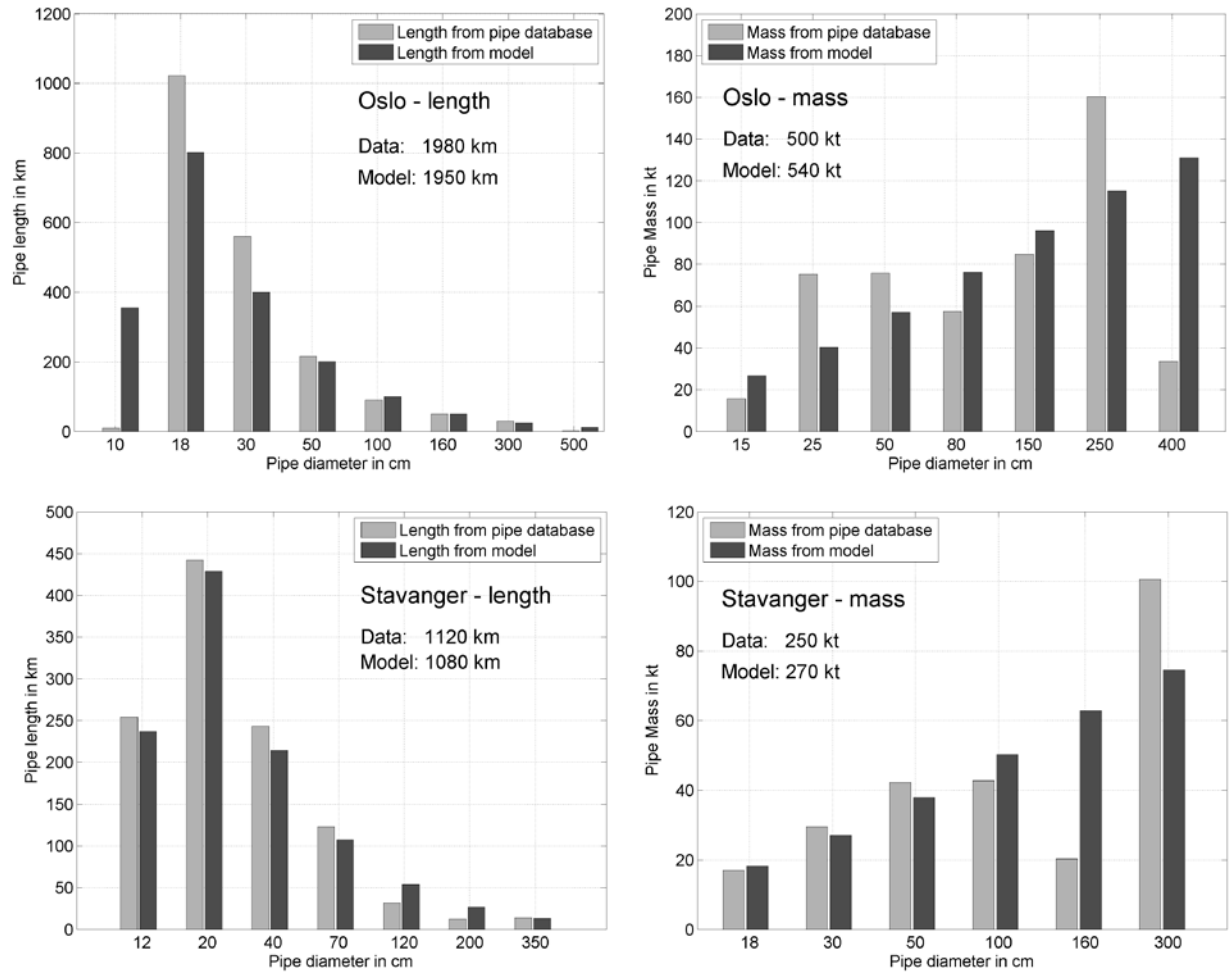 1200
1000
800
600
400
200
0
Pipe length in km
Length from pipe database
Length from model
Oslo - length
Data: 1980 km
Model: 1950 km
10 18 30 50 100 160 300 500
Pipe diameter in cm
200
180
160
140
120
100
80
60
40
20
0
Pipe Mass in kt
Mass from pipe database
Mass from model
Oslo - mass
Data: 500 kt
Model: 540 kt
15 25 50 80 150 250 400
Pipe diameter in cm
500
450
400
350
300
250
200
150
100
50
0
Pipe length in km
Length from pipe database
Length from model
Stavanger - length
Data: 1120 km
Model: 1080 km
12 20 40 70 120 200 350
Pipe diameter in cm
120
100
80
60
40
20
0
Pipe Mass in kt
Mass from pipe database
Mass from model
Stavanger - mass
Data: 250 kt
Model: 270 kt
18 30 50 100 160 300
Pipe diameter in cm